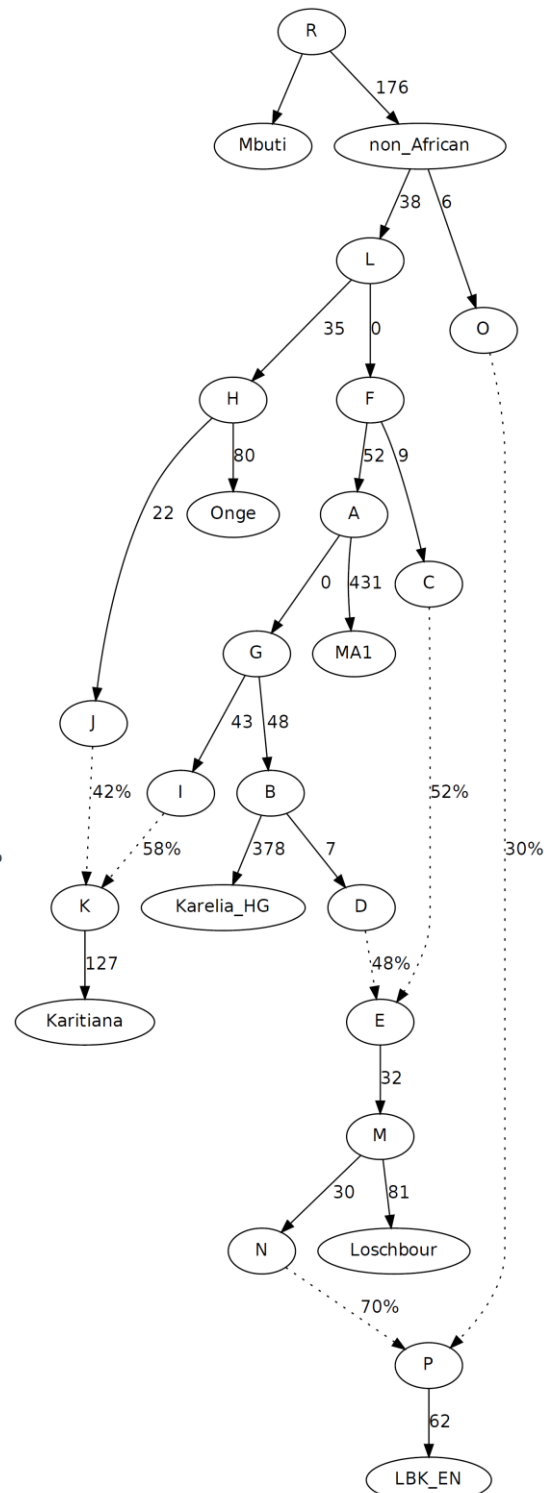 R
176
Mbuti
non_African
38
6
L
O
35
0
H
F
80
52
9
22
Onge
A
C
0
431
G
MA1
J
43
48
I
B
42%
52%
58%
378
7
30%
K
Karelia_HG
D
127
48%
Karitiana
E
32
M
30
81
N
Loschbour
70%
P
62
LBK_EN